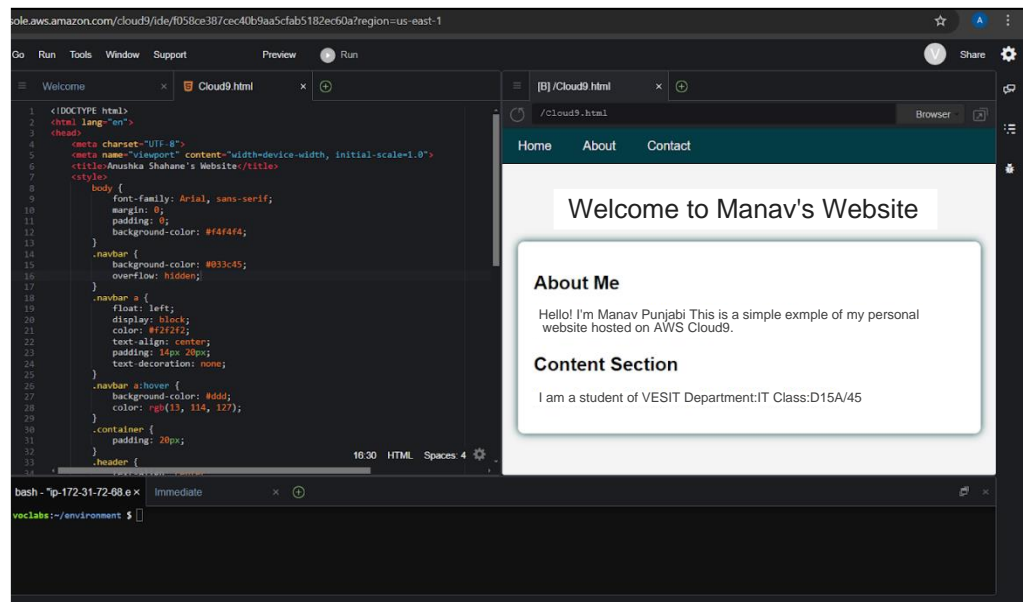 sole.aws.amazon.com/cloud9/ide/f058ce387cec40b9aa5cfab5182ec60a?region=us-east-1
A
Go Run Tools Window Support Preview Run
V Share
Welcome × Cloud9.html ×
1 <!DOCTYPE html>
2 <html lang="en">
3 <head>
4 <meta charset="UTF-8">
5 <meta name="viewport" content="width=device-width, initial-scale=1.0">
6 <title>Anushka Shahane's Website</title>
7 <style>
8 body {
9 font-family: Arial, sans-serif;
10 margin: 0;
11 padding: 0;
12 background-color: #f4f4f4;
13 }
14 .navbar {
15 background-color: #033c45;
16 overflow: hidden;
17 }
18 .navbar a {
19 float: left;
20 display: block;
21 color: #f2f2f2;
22 text-align: center;
23 padding: 14px 20px;
24 text-decoration: none;
25 }
26 .navbar a:hover {
27 background-color: #ddd;
28 color: rgb(13, 114, 127);
29 }
30 .container {
31 padding: 20px;
32 }
33 .header {
16:30 HTML Spaces: 4
[B] /Cloud9.html ×
/Cloud9.html Browser
Home About Contact
Welcome to Manav's Website
About Me
Hello! I'm Manav Punjabi This is a simple exmple of my personal
website hosted on AWS Cloud9.
Content Section
I am a student of VESIT Department:IT Class:D15A/45
bash - "ip-172-31-72-68.e × Immediate ×
voclabs:~/environment $